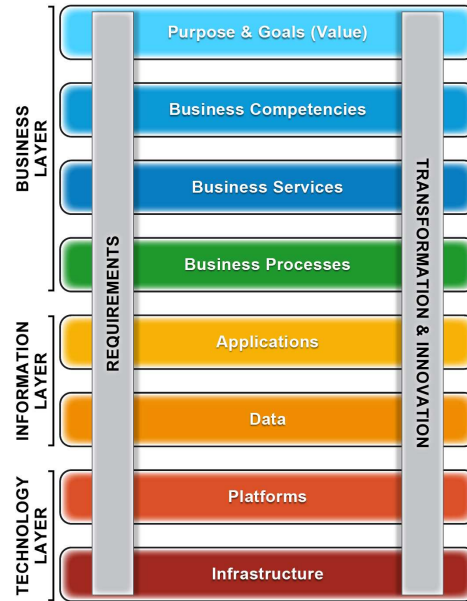 BUSINESS
LAYER
INFORMATION
LAYER
TECHNOLOGY
LAYER
REQUIREMENTS
Purpose & Goals (Value)
Business Competencies
Business Services
Business Processes
Applications
Data
Platforms
Infrastructure
TRANSFORMATION & INNOVATION